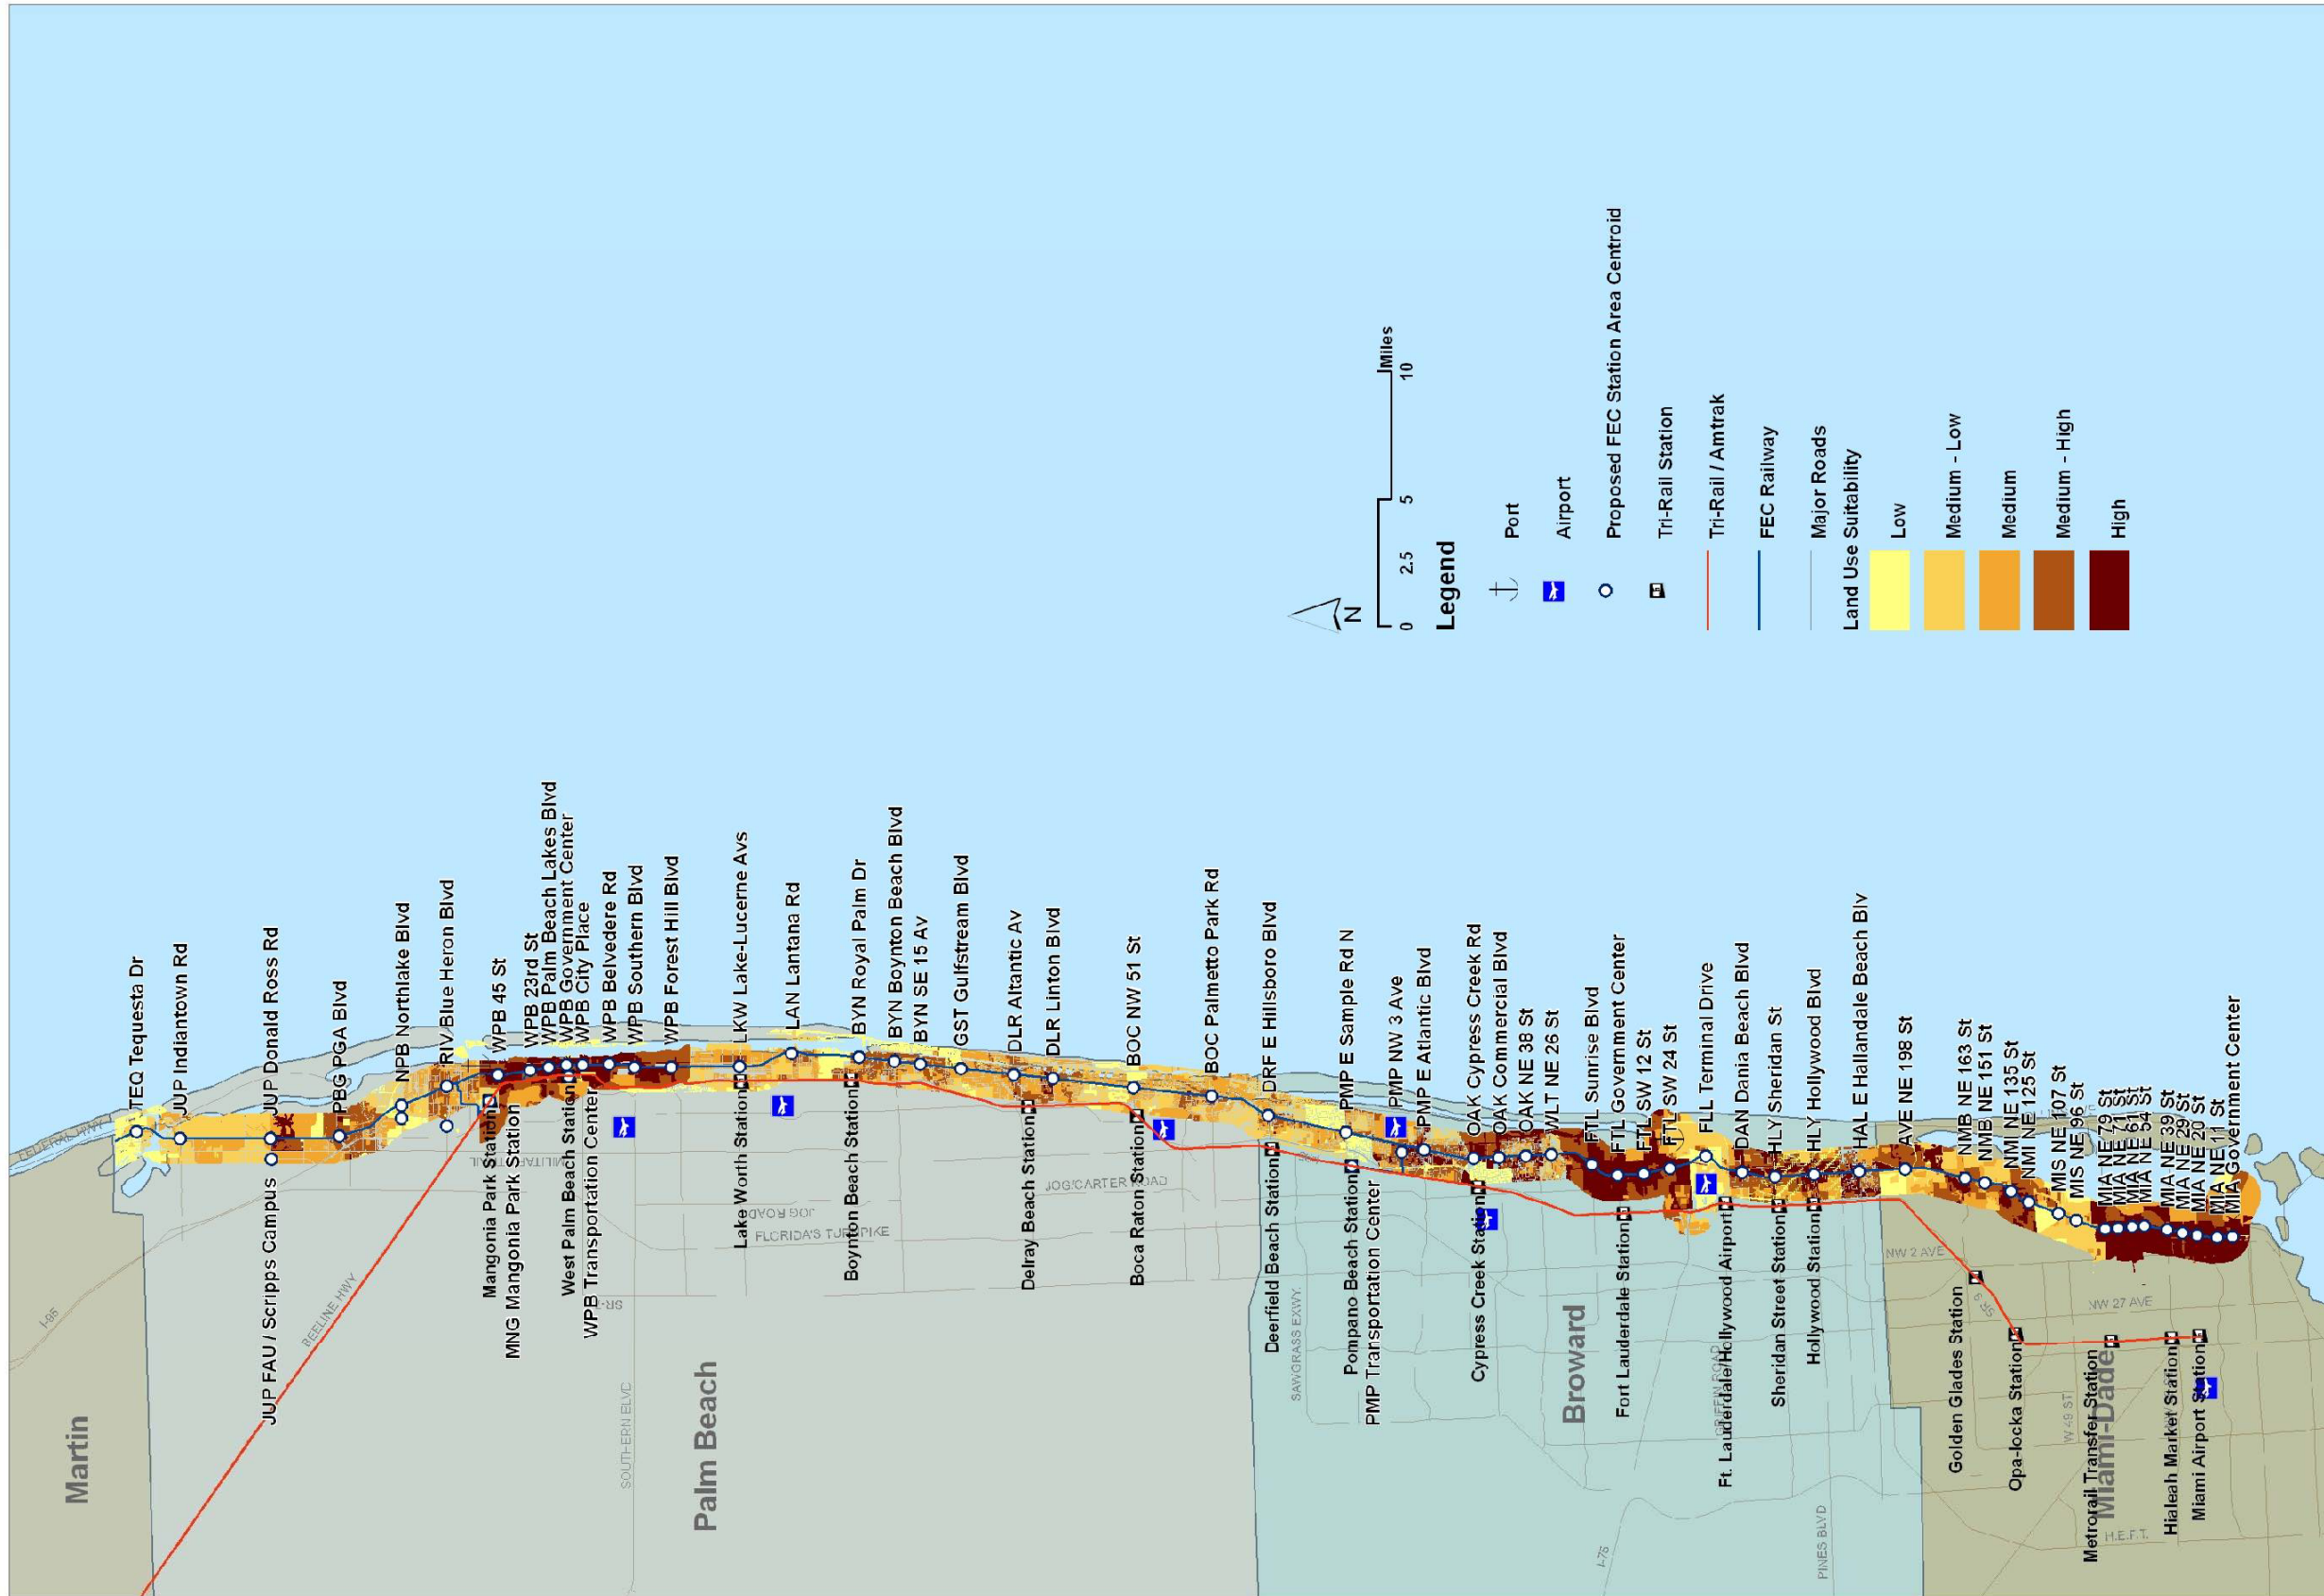 Martin
Palm Beach
Broward
Miami-Dade
FEDERAL HWY
I-95
BEELINE HWY
MILITARY TRAIL
SOUTHERN BLVD
JOG ROAD
FLORIDA'S TURNPIKE
JOG/CARTER ROAD
SAWGRASS EXWY.
GRIFFIN ROAD
I-75
PINES BLVD
NW 2 AVE
SR 9
NW 27 AVE
W 49 ST
H.E.F.T.
TEQ Tequesta Dr
JUP Indiantown Rd
JUP Donald Ross Rd
JUP FAU / Scripps Campus
PBG PGA Blvd
NPB Northlake Blvd
RIV Blue Heron Blvd
WPB 45 St
WPB 23rd St
WPB Palm Beach Lakes Blvd
WPB Government Center
WPB City Place
WPB Belvedere Rd
WPB Southern Blvd
WPB Forest Hill Blvd
LKW Lake-Lucerne Avs
LAN Lantana Rd
BYN Royal Palm Dr
BYN Boynton Beach Blvd
BYN SE 15 Av
GST Gulfstream Blvd
DLR Altantic Av
DLR Linton Blvd
BOC NW 51 St
BOC Palmetto Park Rd
DRF E Hillsboro Blvd
PMP E Sample Rd N
PMP NW 3 Ave
PMP E Atlantic Blvd
OAK Cypress Creek Rd
OAK Commercial Blvd
OAK NE 38 St
WLT NE 26 St
FTL Sunrise Blvd
FTL Government Center
FTL SW 12 St
FTL SW 24 St
FLL Terminal Drive
DAN Dania Beach Blvd
HLY Sheridan St
HLY Hollywood Blvd
HAL E Hallandale Beach Blv
AVE NE 198 St
NMB NE 163 St
NMB NE 151 St
NMI NE 135 St
NMI NE 125 St
MIS NE 107 St
MIS NE 96 St
MIA NE 79 St
MIA NE 71 St
MIA NE 61 St
MIA NE 54 St
MIA NE 39 St
MIA NE 29 St
MIA NE 20 St
MIA NE 11 St
MIA Government Center
Mangonia Park Station
MNG Mangonia Park Station
West Palm Beach Station
WPB Transportation Center
Lake Worth Station
Boynton Beach Station
Delray Beach Station
Boca Raton Station
Deerfield Beach Station
Pompano Beach Station
PMP Transportation Center
Cypress Creek Station
Fort Lauderdale Station
Ft. Lauderdale/Hollywood Airport
Sheridan Street Station
Hollywood Station
Golden Glades Station
Opa-locka Station
Metrorail Transfer Station
Hialeah Market Station
Miami Airport Station
N
0 2.5 5 10
Miles
Legend
Port
Airport
Proposed FEC Station Area Centroid
Tri-Rail Station
Tri-Rail / Amtrak
FEC Railway
Major Roads
Land Use Suitability
Low
Medium - Low
Medium
Medium - High
High